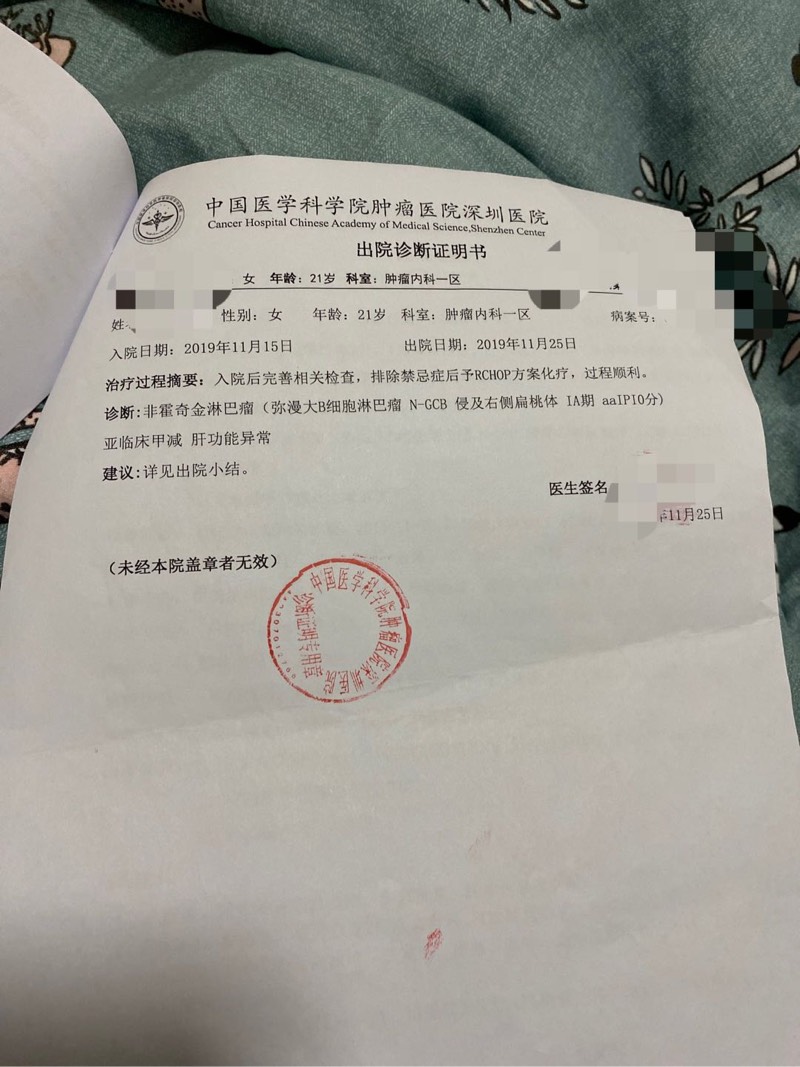 中国医学科学院肿瘤医院深圳医院
Cancer Hospital Chinese Academy of Medical Science,Shenzhen Center
出院诊断证明书
女 年龄：21岁 科室：肿瘤内科一区
性别：女 年龄：21岁 科室：肿瘤内科一区 病案号：
入院日期：2019年11月15日 出院日期：2019年11月25日
治疗过程摘要：入院后完善相关检查，排除禁忌症后予RCHOP方案化疗，过程顺利。
诊断：非霍奇金淋巴瘤（弥漫大B细胞淋巴瘤 N-GCB 侵及右侧扁桃体 IA期 aaIPI0分）
亚临床甲减 肝功能异常
建议：详见出院小结。
医生签名
11月25日
（未经本院盖章者无效）
中国医学科学院肿瘤医院深圳医院
诊断证明专用章